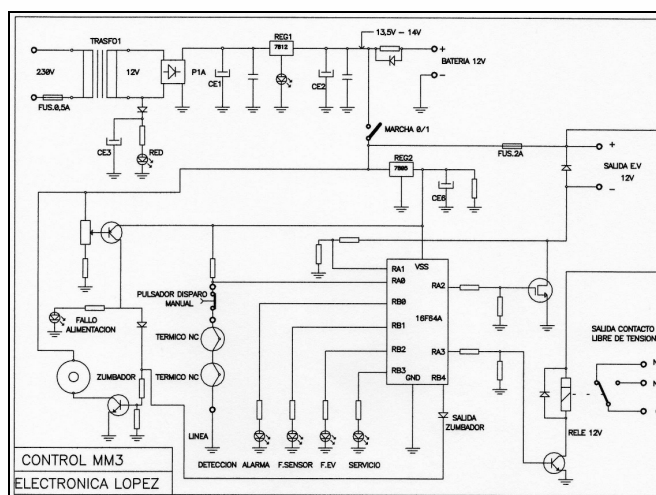 TRASFO1
230V
12V
FUS.0,5A
P1A
CE1
REG1
7812
CE2
13,5V - 14V
+
BATERIA 12V
-
CE3
RED
MARCHA 0/1
REG2
7805
CE6
FUS.2A
+
SALIDA E.V
12V
-
VSS
RA1
RA0
RB0
RB1
RB2
RB3
GND
RB4
RA2
RA3
16F84A
PULSADOR DISPARO
MANUAL
TERMICO NC
TERMICO NC
LINEA
FALLO
ALIMENTACION
ZUMBADOR
DETECCION
ALARMA
F.SENSOR
F.EV
SERVICIO
SALIDA
ZUMBADOR
SALIDA CONTACTO
LIBRE DE TENSION
RELE 12V
CONTROL MM3
ELECTRONICA LOPEZ